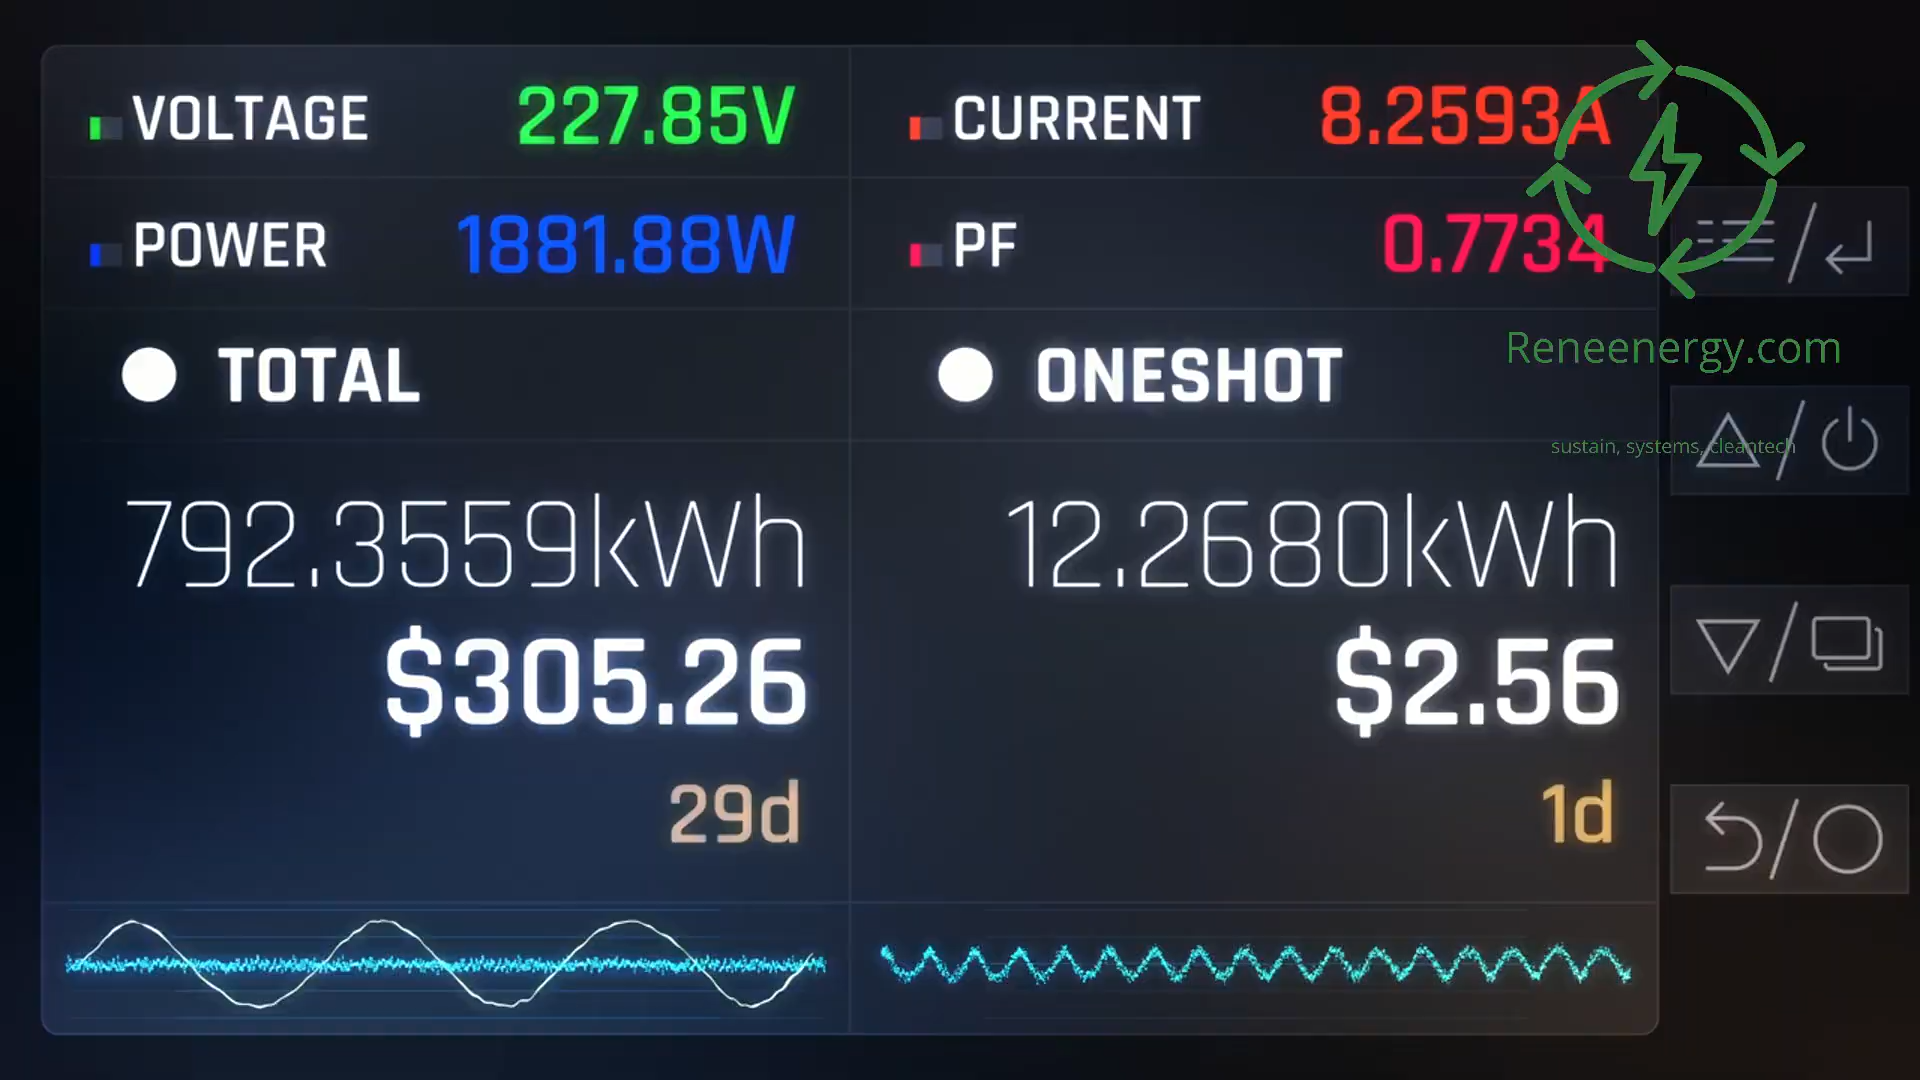 VOLTAGE 227.85V
CURRENT 8.2593A
POWER 1881.88W
PF 0.7734
Reneenergy.com
sustain, systems, cleantech
TOTAL
ONESHOT
792.3559kWh
12.2680kWh
$305.26
$2.56
29d
1d